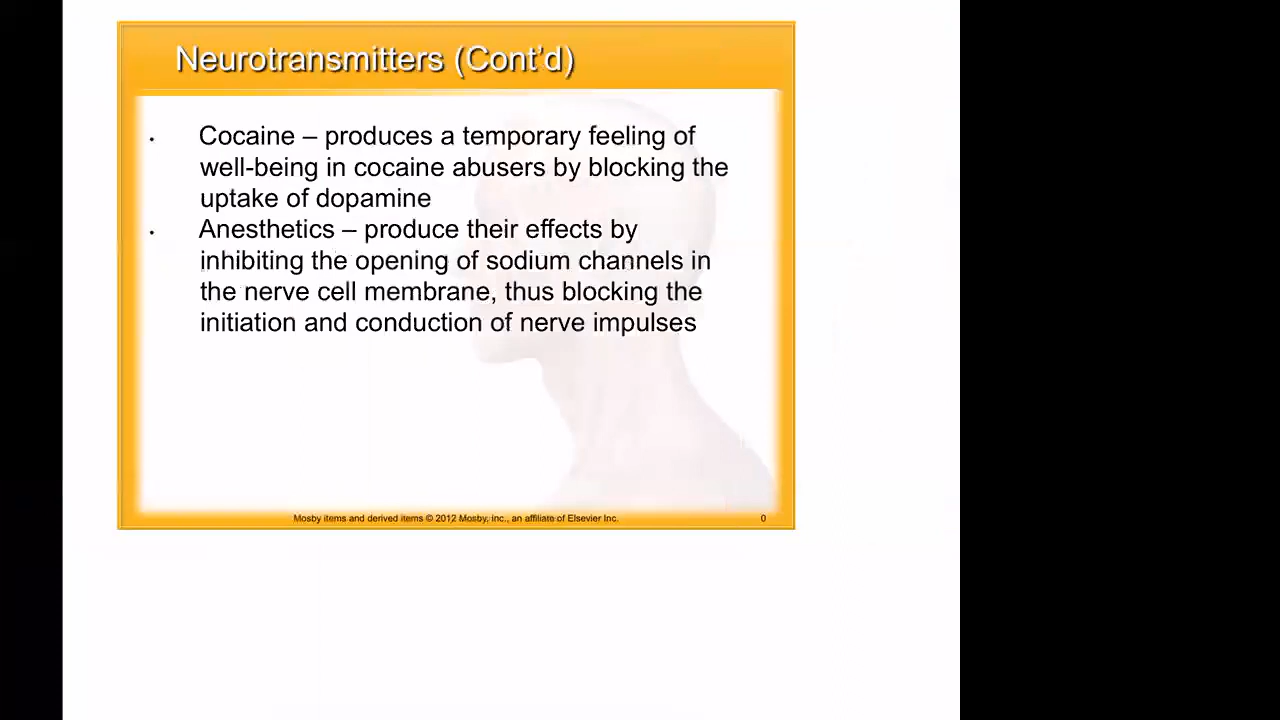 Neurotransmitters (Cont’d)
• Cocaine – produces a temporary feeling of
well-being in cocaine abusers by blocking the
uptake of dopamine
• Anesthetics – produce their effects by
inhibiting the opening of sodium channels in
the nerve cell membrane, thus blocking the
initiation and conduction of nerve impulses
Mosby items and derived items © 2012 Mosby, inc., an affiliate of Elsevier Inc.
0